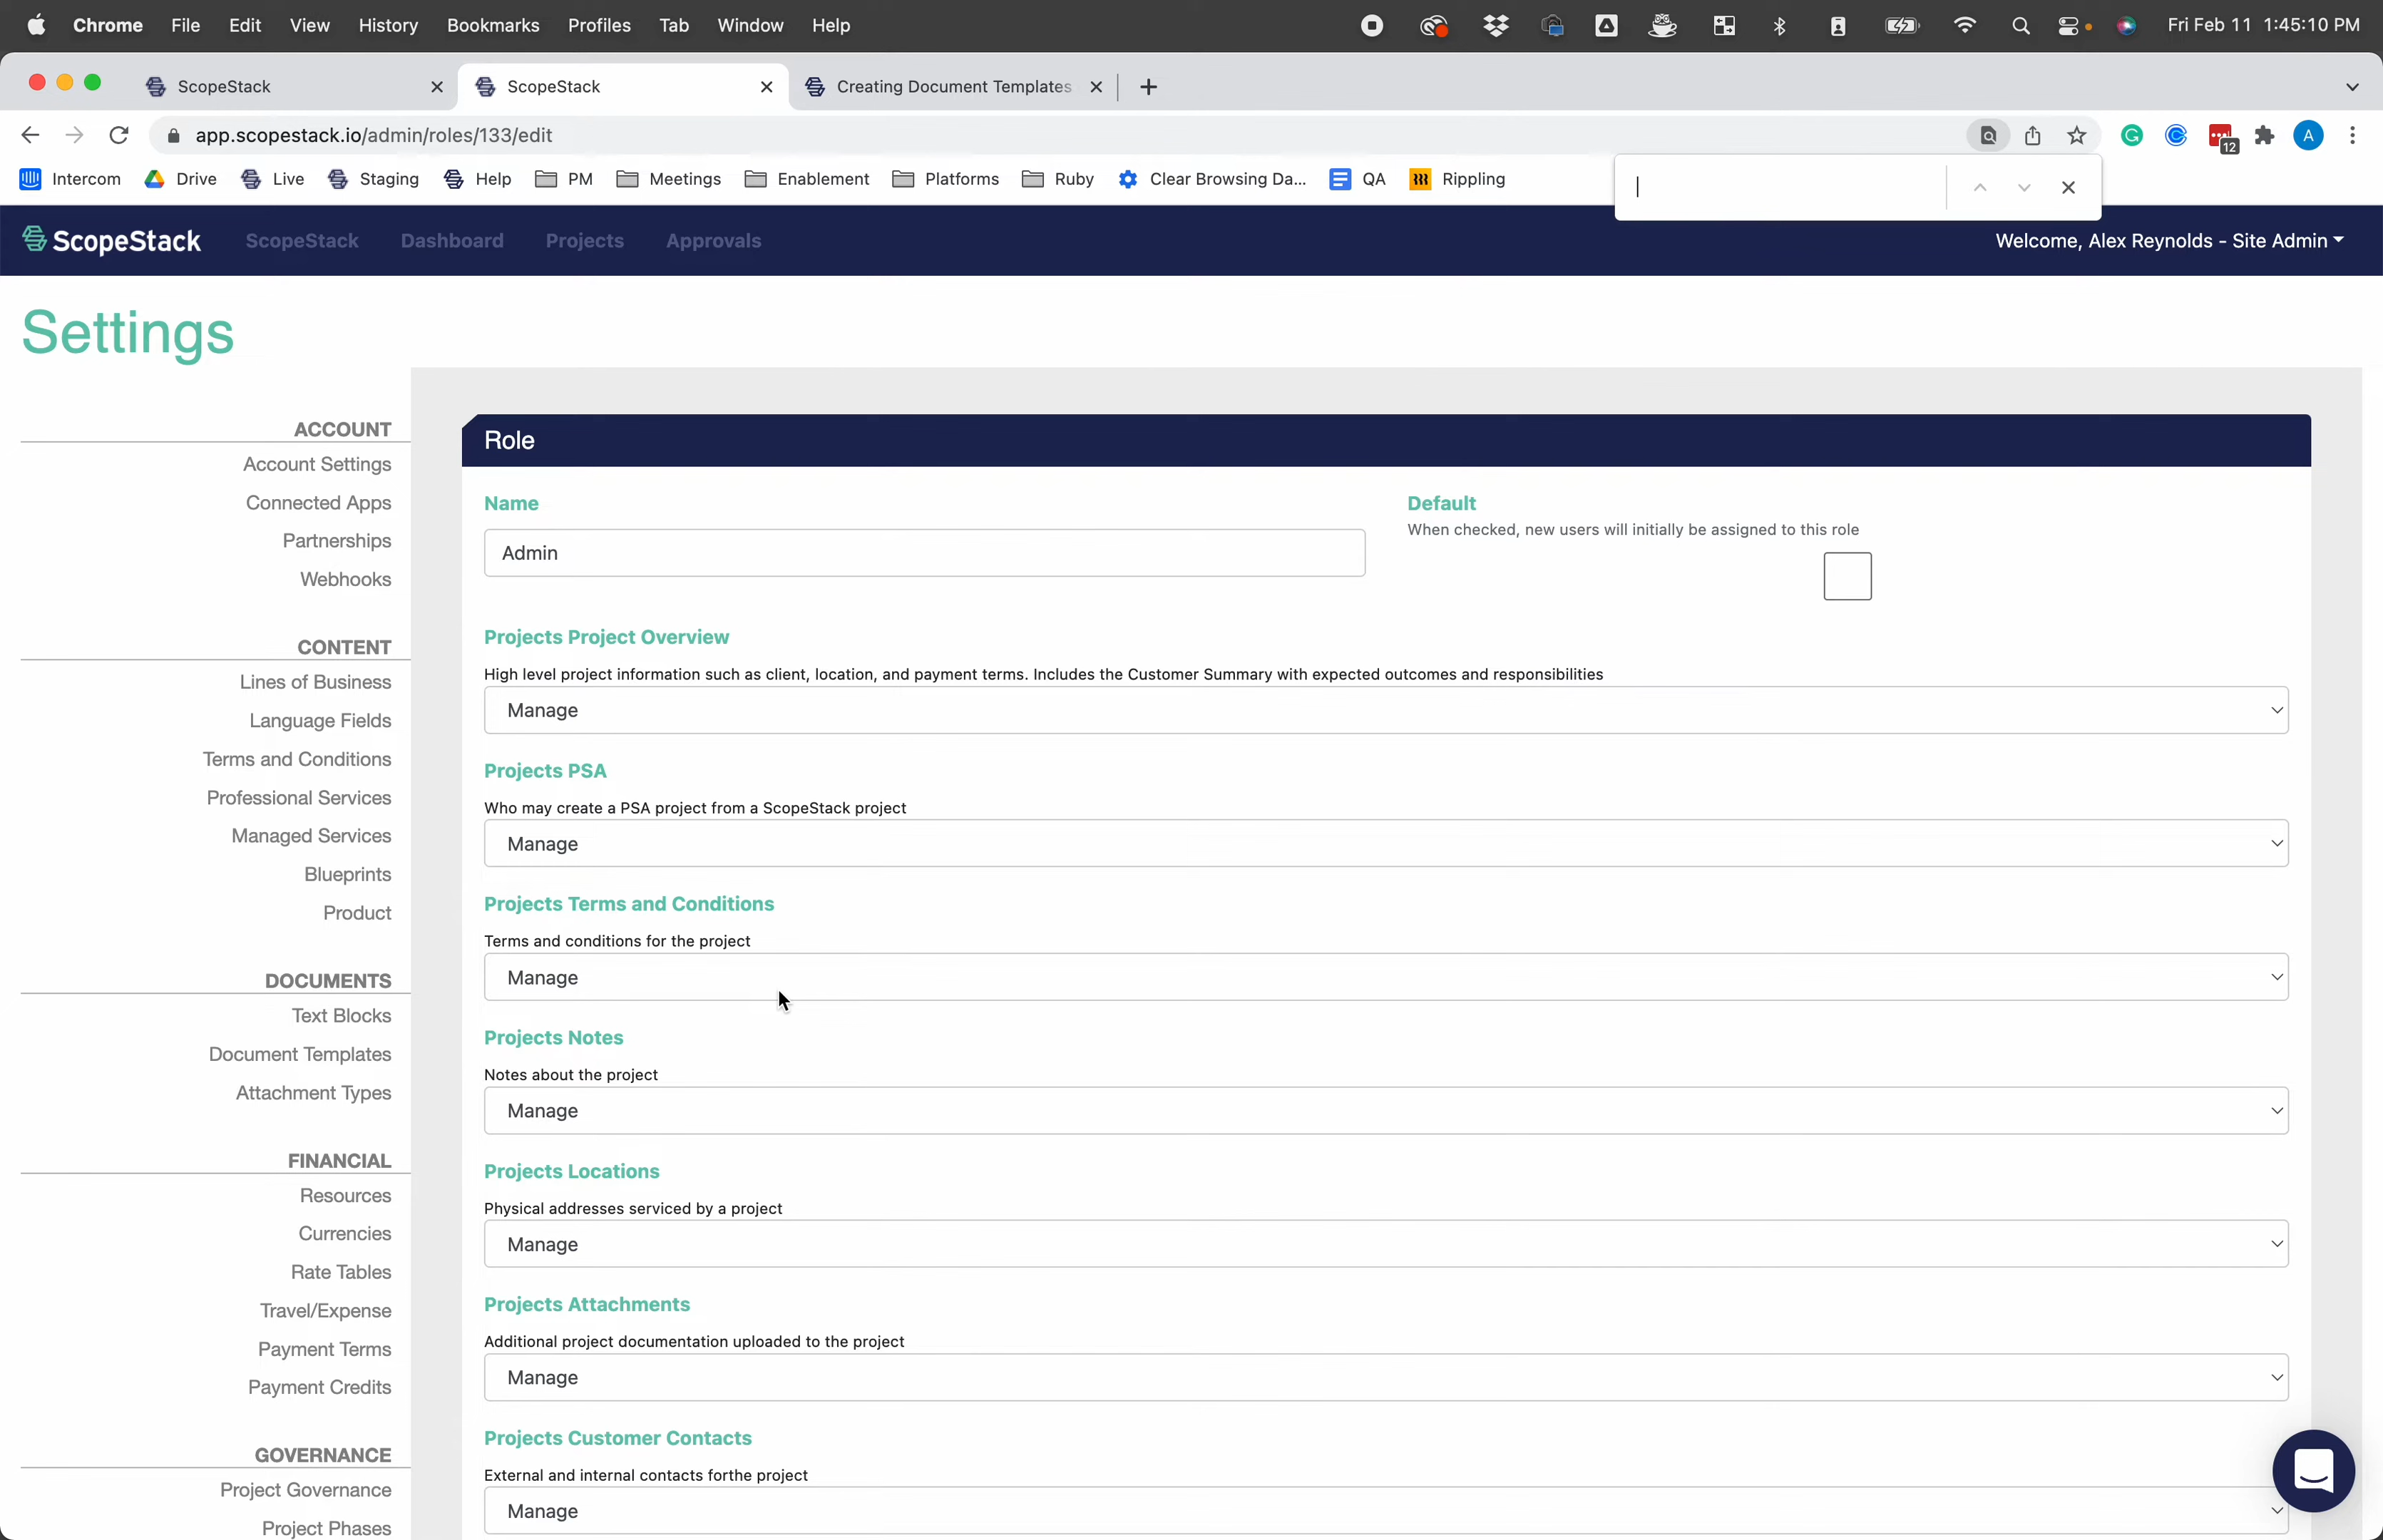 Chrome File Edit View History Bookmarks Profiles Tab Window Help Fri Feb 11 1:45:10 PM
ScopeStack ScopeStack Creating Document Templates
app.scopestack.io/admin/roles/133/edit A 12
Intercom Drive Live Staging Help PM Meetings Enablement Platforms Ruby Clear Browsing Da... QA Rippling
ScopeStack ScopeStack Dashboard Projects Approvals Welcome, Alex Reynolds - Site Admin
Settings
ACCOUNT
Account Settings
Connected Apps
Partnerships
Webhooks
CONTENT
Lines of Business
Language Fields
Terms and Conditions
Professional Services
Managed Services
Blueprints
Product
DOCUMENTS
Text Blocks
Document Templates
Attachment Types
FINANCIAL
Resources
Currencies
Rate Tables
Travel/Expense
Payment Terms
Payment Credits
GOVERNANCE
Project Governance
Project Phases
Role
Name
Admin
Default
When checked, new users will initially be assigned to this role
Projects Project Overview
High level project information such as client, location, and payment terms. Includes the Customer Summary with expected outcomes and responsibilities
Manage
Projects PSA
Who may create a PSA project from a ScopeStack project
Manage
Projects Terms and Conditions
Terms and conditions for the project
Manage
Projects Notes
Notes about the project
Manage
Projects Locations
Physical addresses serviced by a project
Manage
Projects Attachments
Additional project documentation uploaded to the project
Manage
Projects Customer Contacts
External and internal contacts forthe project
Manage